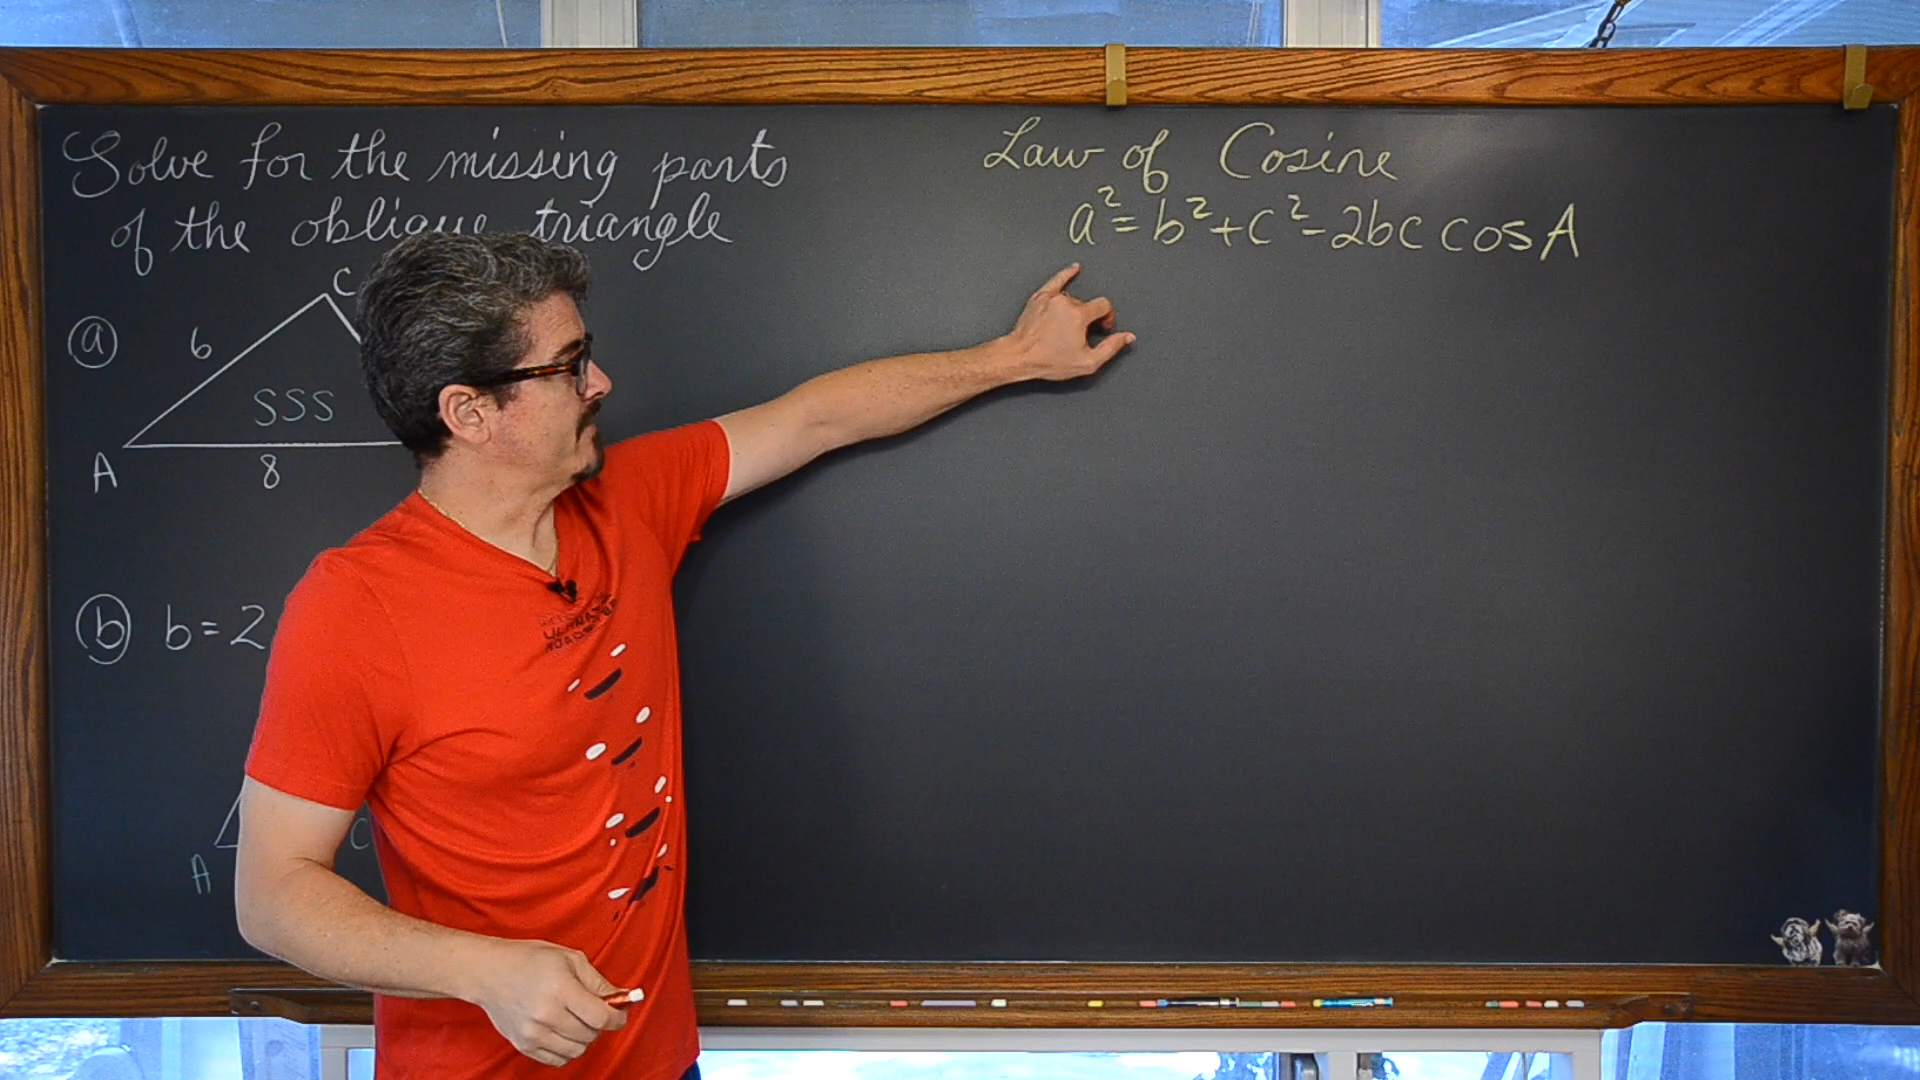 Solve for the missing parts
of the oblique triangle
a
C
6
SSS
A
8
b b=2
A
C
Law of Cosine
a²=b²+c²-2bc cosA